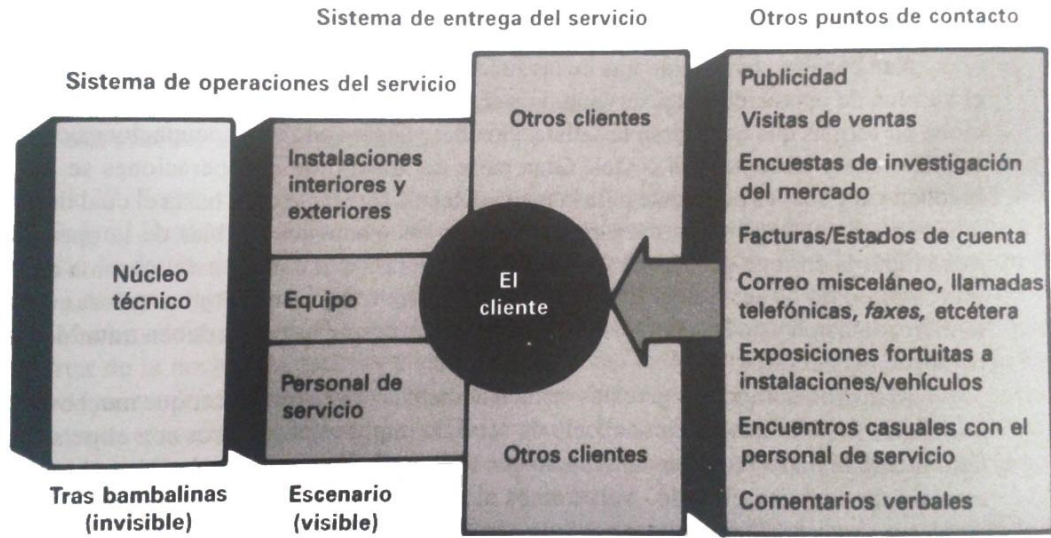 Sistema de entrega del servicio
Otros puntos de contacto
Sistema de operaciones del servicio
Núcleo
técnico
Tras bambalinas
(invisible)
Instalaciones
interiores y
exteriores
Equipo
Personal de
servicio
Escenario
(visible)
Otros clientes
El
cliente
Otros clientes
Publicidad
Visitas de ventas
Encuestas de investigación
del mercado
Facturas/Estados de cuenta
Correo misceláneo, llamadas
telefónicas, faxes, etcétera
Exposiciones fortuitas a
instalaciones/vehículos
Encuentros casuales con el
personal de servicio
Comentarios verbales